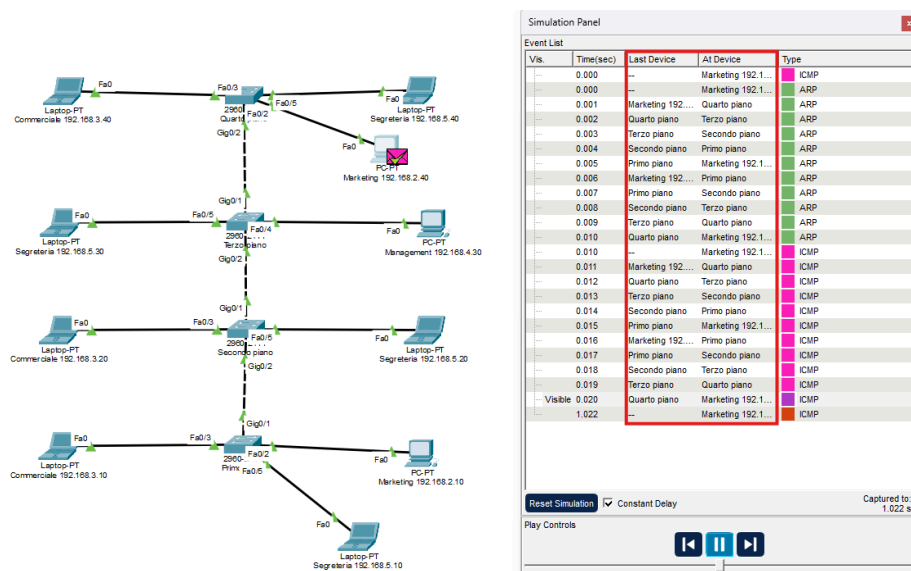 Fa0
Laptop-PT
Commerciale 192.168.3.40
Fa0/3
2960
Quarto
Fa0/2
Fa0/5
Gig0/2
Fa0
Laptop-PT
Segreteria 192.168.5.40
Fa0
PC-PT
Marketing 192.168.2.40
Gig0/1
Fa0
Laptop-PT
Segreteria 192.168.5.30
Fa0/5
2960
Fa0/4
Terzo piano
Gig0/2
Fa0
PC-PT
Management 192.168.4.30
Gig0/1
Fa0
Laptop-PT
Commerciale 192.168.3.20
Fa0/3
2960
Fa0/5
Secondo piano
Gig0/2
Fa0
Laptop-PT
Segreteria 192.168.5.20
Gig0/1
Fa0
Laptop-PT
Commerciale 192.168.3.10
Fa0/3
2960
Fa0/2
Fa0/5
Fa0
PC-PT
Marketing 192.168.2.10
Fa0
Laptop-PT
Segreteria 192.168.5.10
Simulation Panel
x
Event List
Vis. Time(sec) Last Device At Device Type
0.000 -- Marketing 192.1... ICMP
0.000 -- Marketing 192.1... ARP
0.001 Marketing 192.... Quarto piano ARP
0.002 Quarto piano Terzo piano ARP
0.003 Terzo piano Secondo piano ARP
0.004 Secondo piano Primo piano ARP
0.005 Primo piano Marketing 192.1... ARP
0.006 Marketing 192.... Primo piano ARP
0.007 Primo piano Secondo piano ARP
0.008 Secondo piano Terzo piano ARP
0.009 Terzo piano Quarto piano ARP
0.010 Quarto piano Marketing 192.1... ARP
0.010 -- Marketing 192.1... ICMP
0.011 Marketing 192.... Quarto piano ICMP
0.012 Quarto piano Terzo piano ICMP
0.013 Terzo piano Secondo piano ICMP
0.014 Secondo piano Primo piano ICMP
0.015 Primo piano Marketing 192.1... ICMP
0.016 Marketing 192.... Primo piano ICMP
0.017 Primo piano Secondo piano ICMP
0.018 Secondo piano Terzo piano ICMP
0.019 Terzo piano Quarto piano ICMP
Visible 0.020 Quarto piano Marketing 192.1... ICMP
1.022 -- Marketing 192.1... ICMP
Reset Simulation Constant Delay
Captured to:
1.022 s
Play Controls